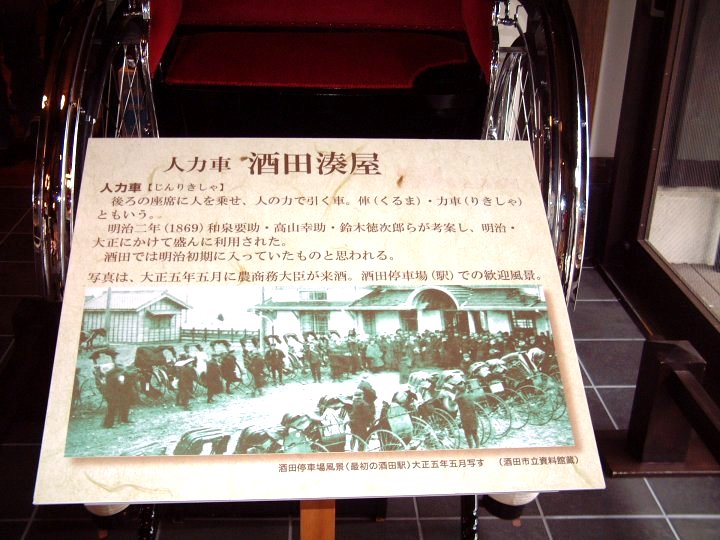 人力車 酒田湊屋
人力車【じんりきしゃ】
後ろの座席に人を乗せ、人の力で引く車。俥(くるま)・力車(りきしゃ)
ともいう。
明治二年(1869)和泉要助・高山幸助・鈴木徳次郎らが考案し、明治・
大正にかけて盛んに利用された。
酒田では明治初期に入っていたものと思われる。
写真は、大正五年五月に農商務大臣が来酒。酒田停車場(駅)での歓迎風景。
酒田停車場風景(最初の酒田駅)大正五年五月写す (酒田市立資料館蔵)